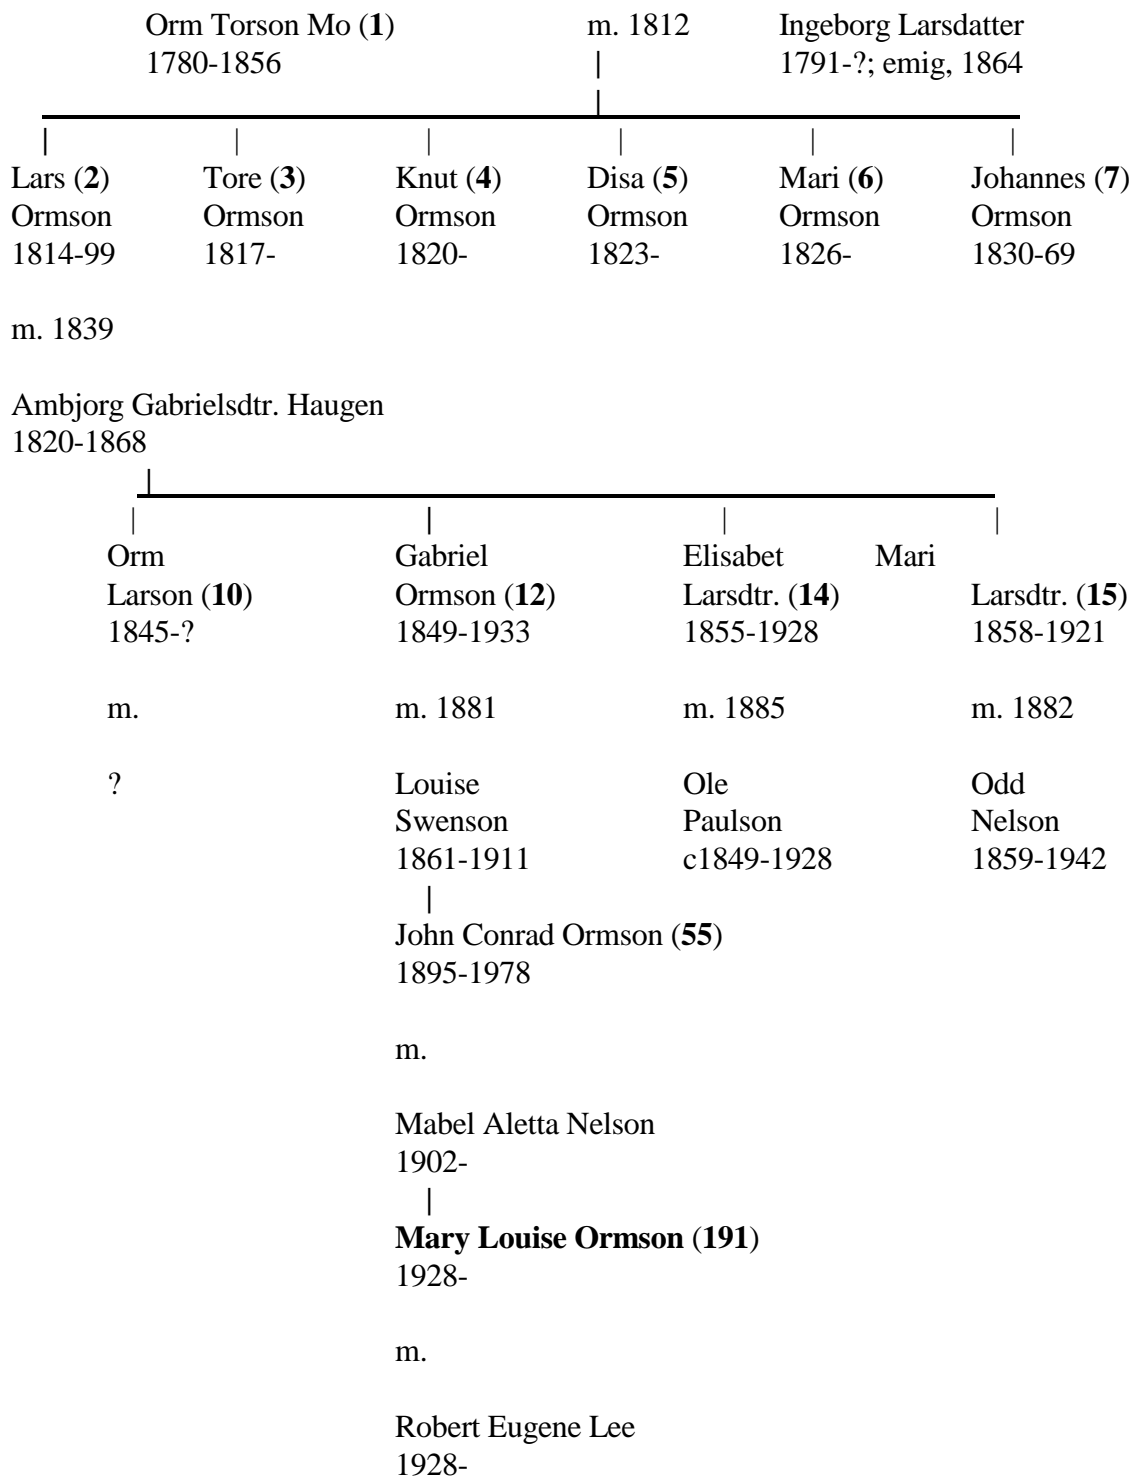 Orm Torson Mo (1) m. 1812 Ingeborg Larsdatter
1780-1856 1791-?; emig, 1864
Lars (2) Tore (3) Knut (4) Disa (5) Mari (6) Johannes (7)
Ormson Ormson Ormson Ormson Ormson Ormson
1814-99 1817- 1820- 1823- 1826- 1830-69
m. 1839
Ambjorg Gabrielsdtr. Haugen
1820-1868
Orm Gabriel Elisabet Mari
Larson (10) Ormson (12) Larsdtr. (14) Larsdtr. (15)
1845-? 1849-1933 1855-1928 1858-1921
m. m. 1881 m. 1885 m. 1882
? Louise Ole Odd
Swenson Paulson Nelson
1861-1911 c1849-1928 1859-1942
John Conrad Ormson (55)
1895-1978
m.
Mabel Aletta Nelson
1902-
Mary Louise Ormson (191)
1928-
m.
Robert Eugene Lee
1928-